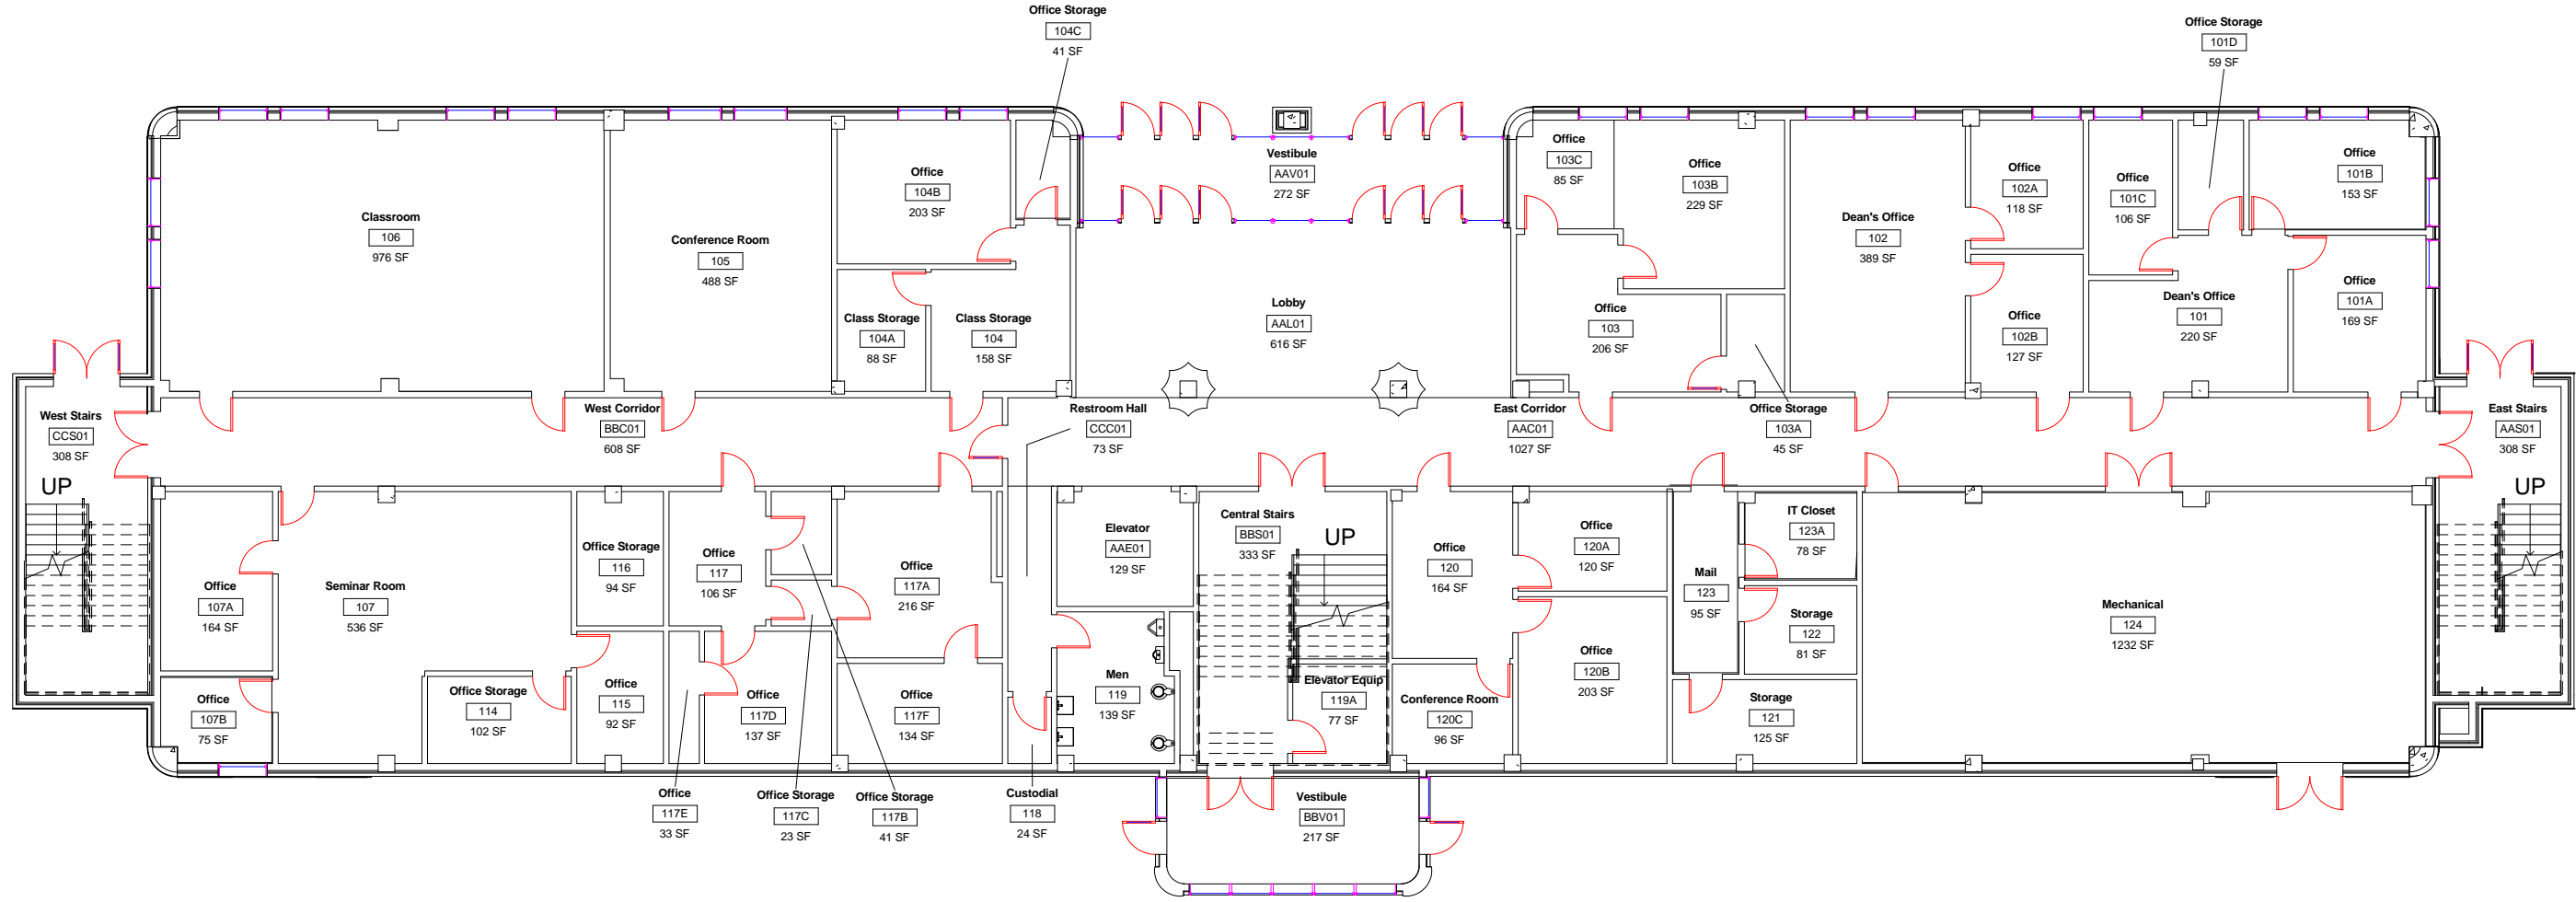 Office Storage
104C
41 SF
Office Storage
101D
59 SF
Classroom
106
976 SF
Conference Room
105
488 SF
Office
104B
203 SF
Class Storage
104A
88 SF
Class Storage
104
158 SF
Vestibule
AAV01
272 SF
Lobby
AAL01
616 SF
Office
103C
85 SF
Office
103B
229 SF
Office
103
206 SF
Dean's Office
102
389 SF
Office
102A
118 SF
Office
102B
127 SF
Office
101C
106 SF
Office
101B
153 SF
Dean's Office
101
220 SF
Office
101A
169 SF
West Stairs
CCS01
308 SF
UP
West Corridor
BBC01
608 SF
Restroom Hall
CCC01
73 SF
East Corridor
AAC01
1027 SF
Office Storage
103A
45 SF
East Stairs
AAS01
308 SF
UP
Office
107A
164 SF
Seminar Room
107
536 SF
Office Storage
116
94 SF
Office
117
106 SF
Office
117A
216 SF
Elevator
AAE01
129 SF
Central Stairs
BBS01
333 SF
UP
Office
120
164 SF
Office
120A
120 SF
Mail
123
95 SF
IT Closet
123A
78 SF
Storage
122
81 SF
Mechanical
124
1232 SF
Office
107B
75 SF
Office Storage
114
102 SF
Office
115
92 SF
Office
117D
137 SF
Office
117F
134 SF
Men
119
139 SF
Elevator Equip
119A
77 SF
Conference Room
120C
96 SF
Office
120B
203 SF
Storage
121
125 SF
Office
117E
33 SF
Office Storage
117C
23 SF
Office Storage
117B
41 SF
Custodial
118
24 SF
Vestibule
BBV01
217 SF